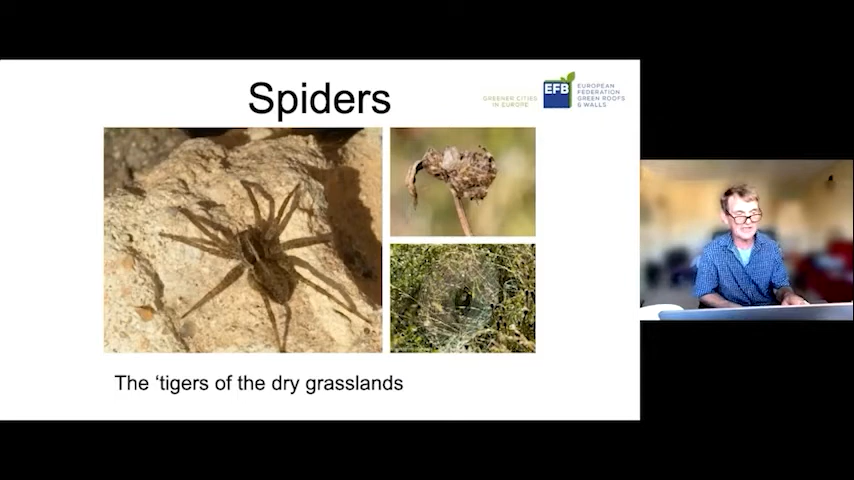 Spiders
GREENER CITIES
IN EUROPE
EFB
EUROPEAN
FEDERATION
GREEN ROOFS
& WALLS
The ‘tigers of the dry grasslands